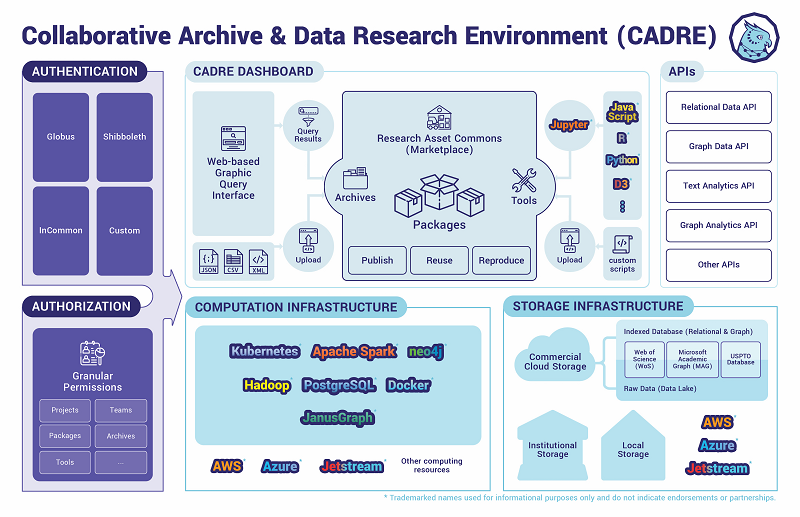 Collaborative Archive & Data Research Environment (CADRE)
AUTHENTICATION
Globus
Shibboleth
InCommon
Custom
AUTHORIZATION
Granular
Permissions
Projects
Teams
Packages
Archives
Tools
...
CADRE DASHBOARD
Web-based
Graphic
Query
Interface
{;}
JSON
CSV
</>
XML
Query
Results
Upload
Research Asset Commons
(Marketplace)
Archives
Packages
Tools
Publish
Reuse
Reproduce
Jupyter*
Upload
Java
Script*
R
Python*
D3*
</>
custom
scripts
APIs
Relational Data API
Graph Data API
Text Analytics API
Graph Analytics API
Other APIs
COMPUTATION INFRASTRUCTURE
Kubernetes*
Apache Spark*
neo4j*
Hadoop*
PostgreSQL*
Docker*
JanusGraph*
AWS*
Azure*
Jetstream*
Other computing
resources
STORAGE INFRASTRUCTURE
Commercial
Cloud Storage
Indexed Database (Relational & Graph)
Web of
Science
(WoS)
Microsoft
Academic
Graph (MAG)
USPTO
Database
Raw Data (Data Lake)
Institutional
Storage
Local
Storage
AWS*
Azure*
Jetstream*
* Trademarked names used for informational purposes only and do not indicate endorsements or partnerships.